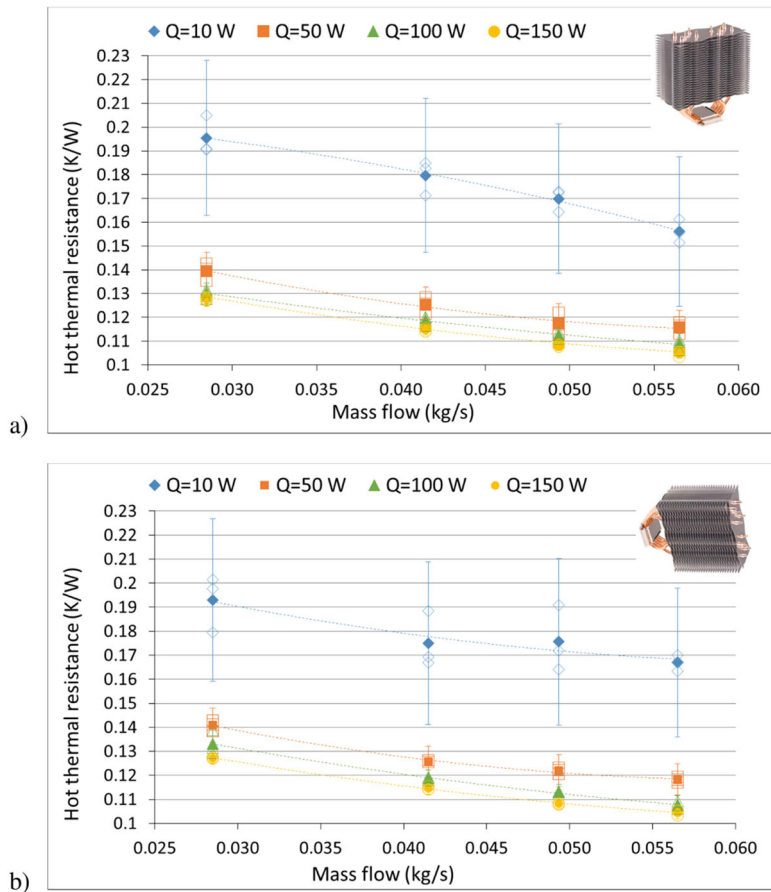 a)
Q=10 W Q=50 W Q=100 W Q=150 W
Hot thermal resistance (K/W)
0.23
0.22
0.21
0.2
0.19
0.18
0.17
0.16
0.15
0.14
0.13
0.12
0.11
0.1
0.025 0.030 0.035 0.040 0.045 0.050 0.055 0.060
Mass flow (kg/s)
b)
Q=10 W Q=50 W Q=100 W Q=150 W
Hot thermal resistance (K/W)
0.23
0.22
0.21
0.2
0.19
0.18
0.17
0.16
0.15
0.14
0.13
0.12
0.11
0.1
0.025 0.030 0.035 0.040 0.045 0.050 0.055 0.060
Mass flow (kg/s)